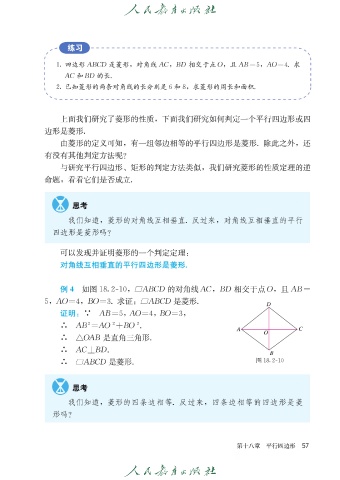 人民教育出版社
练习
1. 四边形 ABCD 是菱形，对角线 AC，BD 相交于点 O，且 AB=5，AO=4. 求
AC 和 BD 的长.
2. 已知菱形的两条对角线的长分别是 6 和 8，求菱形的周长和面积.
上面我们研究了菱形的性质，下面我们研究如何判定一个平行四边形或四
边形是菱形.
由菱形的定义可知，有一组邻边相等的平行四边形是菱形. 除此之外，还
有没有其他判定方法呢？
与研究平行四边形、矩形的判定方法类似，我们研究菱形的性质定理的逆
命题，看看它们是否成立.
思考
我们知道，菱形的对角线互相垂直. 反过来，对角线互相垂直的平行
四边形是菱形吗？
可以发现并证明菱形的一个判定定理：
对角线互相垂直的平行四边形是菱形.
例 4 如图 18.2-10，□ABCD 的对角线 AC，BD 相交于点 O，且 AB=
5，AO=4，BO=3. 求证：□ABCD 是菱形.
证明：∵ AB=5，AO=4，BO=3，
∴ AB²=AO²+BO².
∴ △OAB 是直角三角形.
∴ AC⊥BD.
∴ □ABCD 是菱形.
D
A
O
C
B
图 18.2-10
思考
我们知道，菱形的四条边相等. 反过来，四条边相等的四边形是菱
形吗？
第十八章 平行四边形 57
人民教育出版社